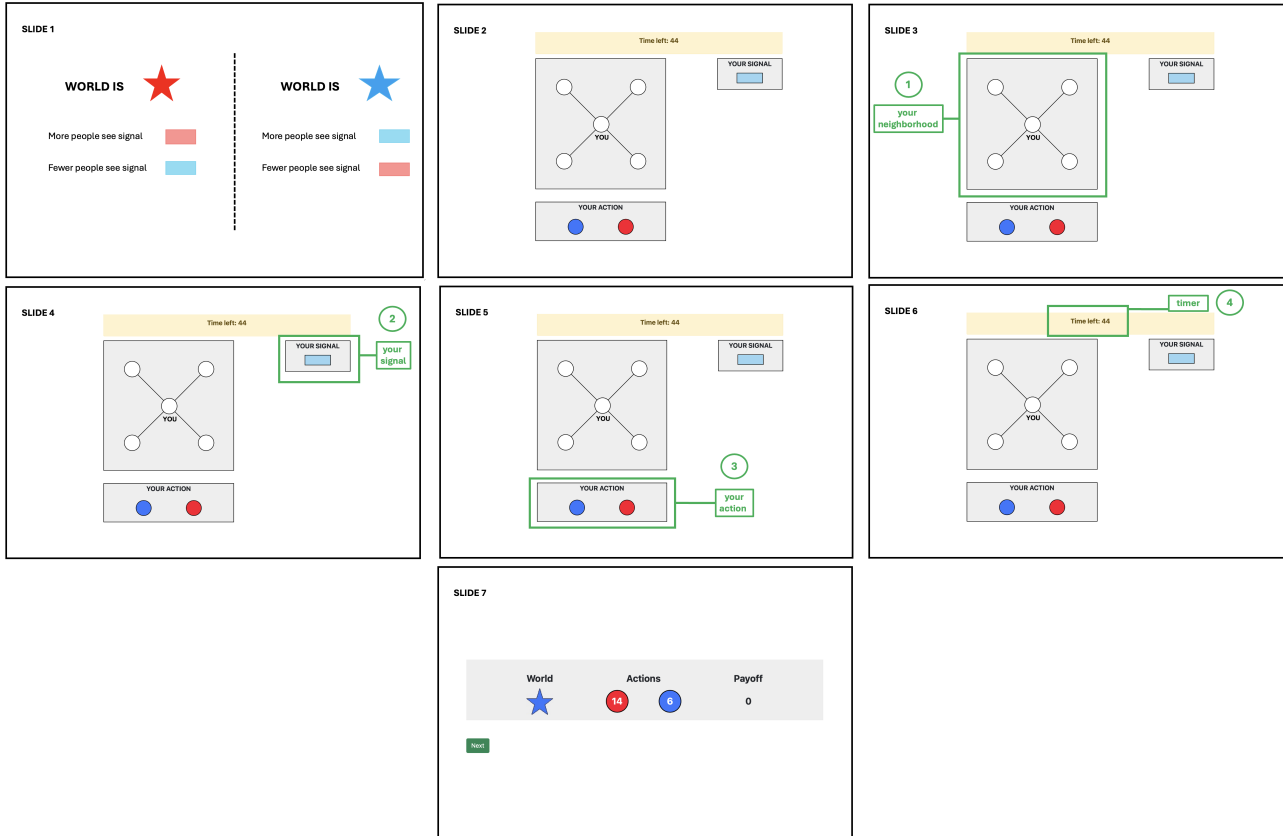 SLIDE 1
WORLD IS
WORLD IS
More people see signal
More people see signal
Fewer people see signal
Fewer people see signal
SLIDE 2
Time left: 44
YOUR SIGNAL
YOU
YOUR ACTION
SLIDE 3
Time left: 44
YOUR SIGNAL
1
your
neighborhood
YOU
YOUR ACTION
SLIDE 4
Time left: 44
2
YOUR SIGNAL
your
signal
YOU
YOUR ACTION
SLIDE 5
Time left: 44
YOUR SIGNAL
YOU
3
YOUR ACTION
your
action
SLIDE 6
timer
4
Time left: 44
YOUR SIGNAL
YOU
YOUR ACTION
SLIDE 7
World Actions Payoff
14 6 0
Next